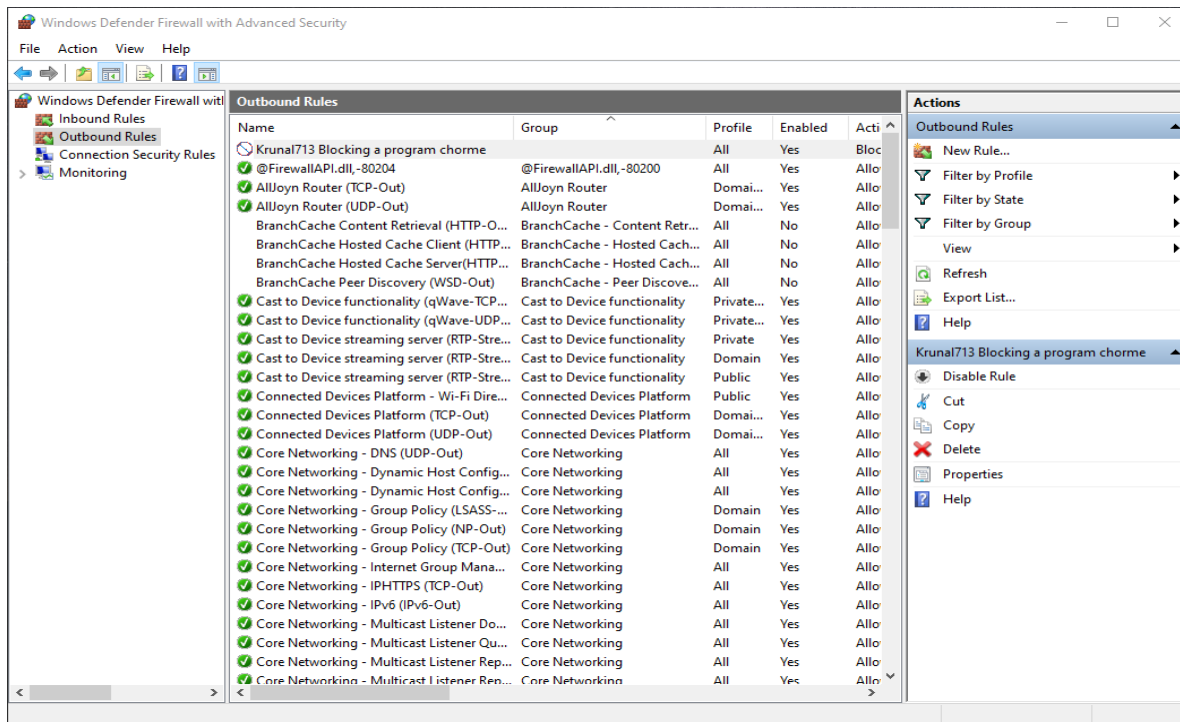 Windows Defender Firewall with Advanced Security
File Action View Help
Windows Defender Firewall witl
Inbound Rules
Outbound Rules
Connection Security Rules
Monitoring
Outbound Rules
Name Group Profile Enabled Acti
Krunal713 Blocking a program chorme All Yes Bloc
@FirewallAPI.dll,-80204 @FirewallAPI.dll,-80200 All Yes Allo
AllJoyn Router (TCP-Out) AllJoyn Router Domai... Yes Allo
AllJoyn Router (UDP-Out) AllJoyn Router Domai... Yes Allo
BranchCache Content Retrieval (HTTP-O... BranchCache - Content Retr... All No Allo
BranchCache Hosted Cache Client (HTTP... BranchCache - Hosted Cach... All No Allo
BranchCache Hosted Cache Server(HTTP... BranchCache - Hosted Cach... All No Allo
BranchCache Peer Discovery (WSD-Out) BranchCache - Peer Discove... All No Allo
Cast to Device functionality (qWave-TCP... Cast to Device functionality Private... Yes Allo
Cast to Device functionality (qWave-UDP... Cast to Device functionality Private... Yes Allo
Cast to Device streaming server (RTP-Stre... Cast to Device functionality Private Yes Allo
Cast to Device streaming server (RTP-Stre... Cast to Device functionality Domain Yes Allo
Cast to Device streaming server (RTP-Stre... Cast to Device functionality Public Yes Allo
Connected Devices Platform - Wi-Fi Dire... Connected Devices Platform Public Yes Allo
Connected Devices Platform (TCP-Out) Connected Devices Platform Domai... Yes Allo
Connected Devices Platform (UDP-Out) Connected Devices Platform Domai... Yes Allo
Core Networking - DNS (UDP-Out) Core Networking All Yes Allo
Core Networking - Dynamic Host Config... Core Networking All Yes Allo
Core Networking - Dynamic Host Config... Core Networking All Yes Allo
Core Networking - Group Policy (LSASS-... Core Networking Domain Yes Allo
Core Networking - Group Policy (NP-Out) Core Networking Domain Yes Allo
Core Networking - Group Policy (TCP-Out) Core Networking Domain Yes Allo
Core Networking - Internet Group Mana... Core Networking All Yes Allo
Core Networking - IPHTTPS (TCP-Out) Core Networking All Yes Allo
Core Networking - IPv6 (IPv6-Out) Core Networking All Yes Allo
Core Networking - Multicast Listener Do... Core Networking All Yes Allo
Core Networking - Multicast Listener Qu... Core Networking All Yes Allo
Core Networking - Multicast Listener Rep... Core Networking All Yes Allo
Core Networking - Multicast Listener Rep... Core Networking All Yes Allo
Actions
Outbound Rules
New Rule...
Filter by Profile
Filter by State
Filter by Group
View
Refresh
Export List...
Help
Krunal713 Blocking a program chorme
Disable Rule
Cut
Copy
Delete
Properties
Help